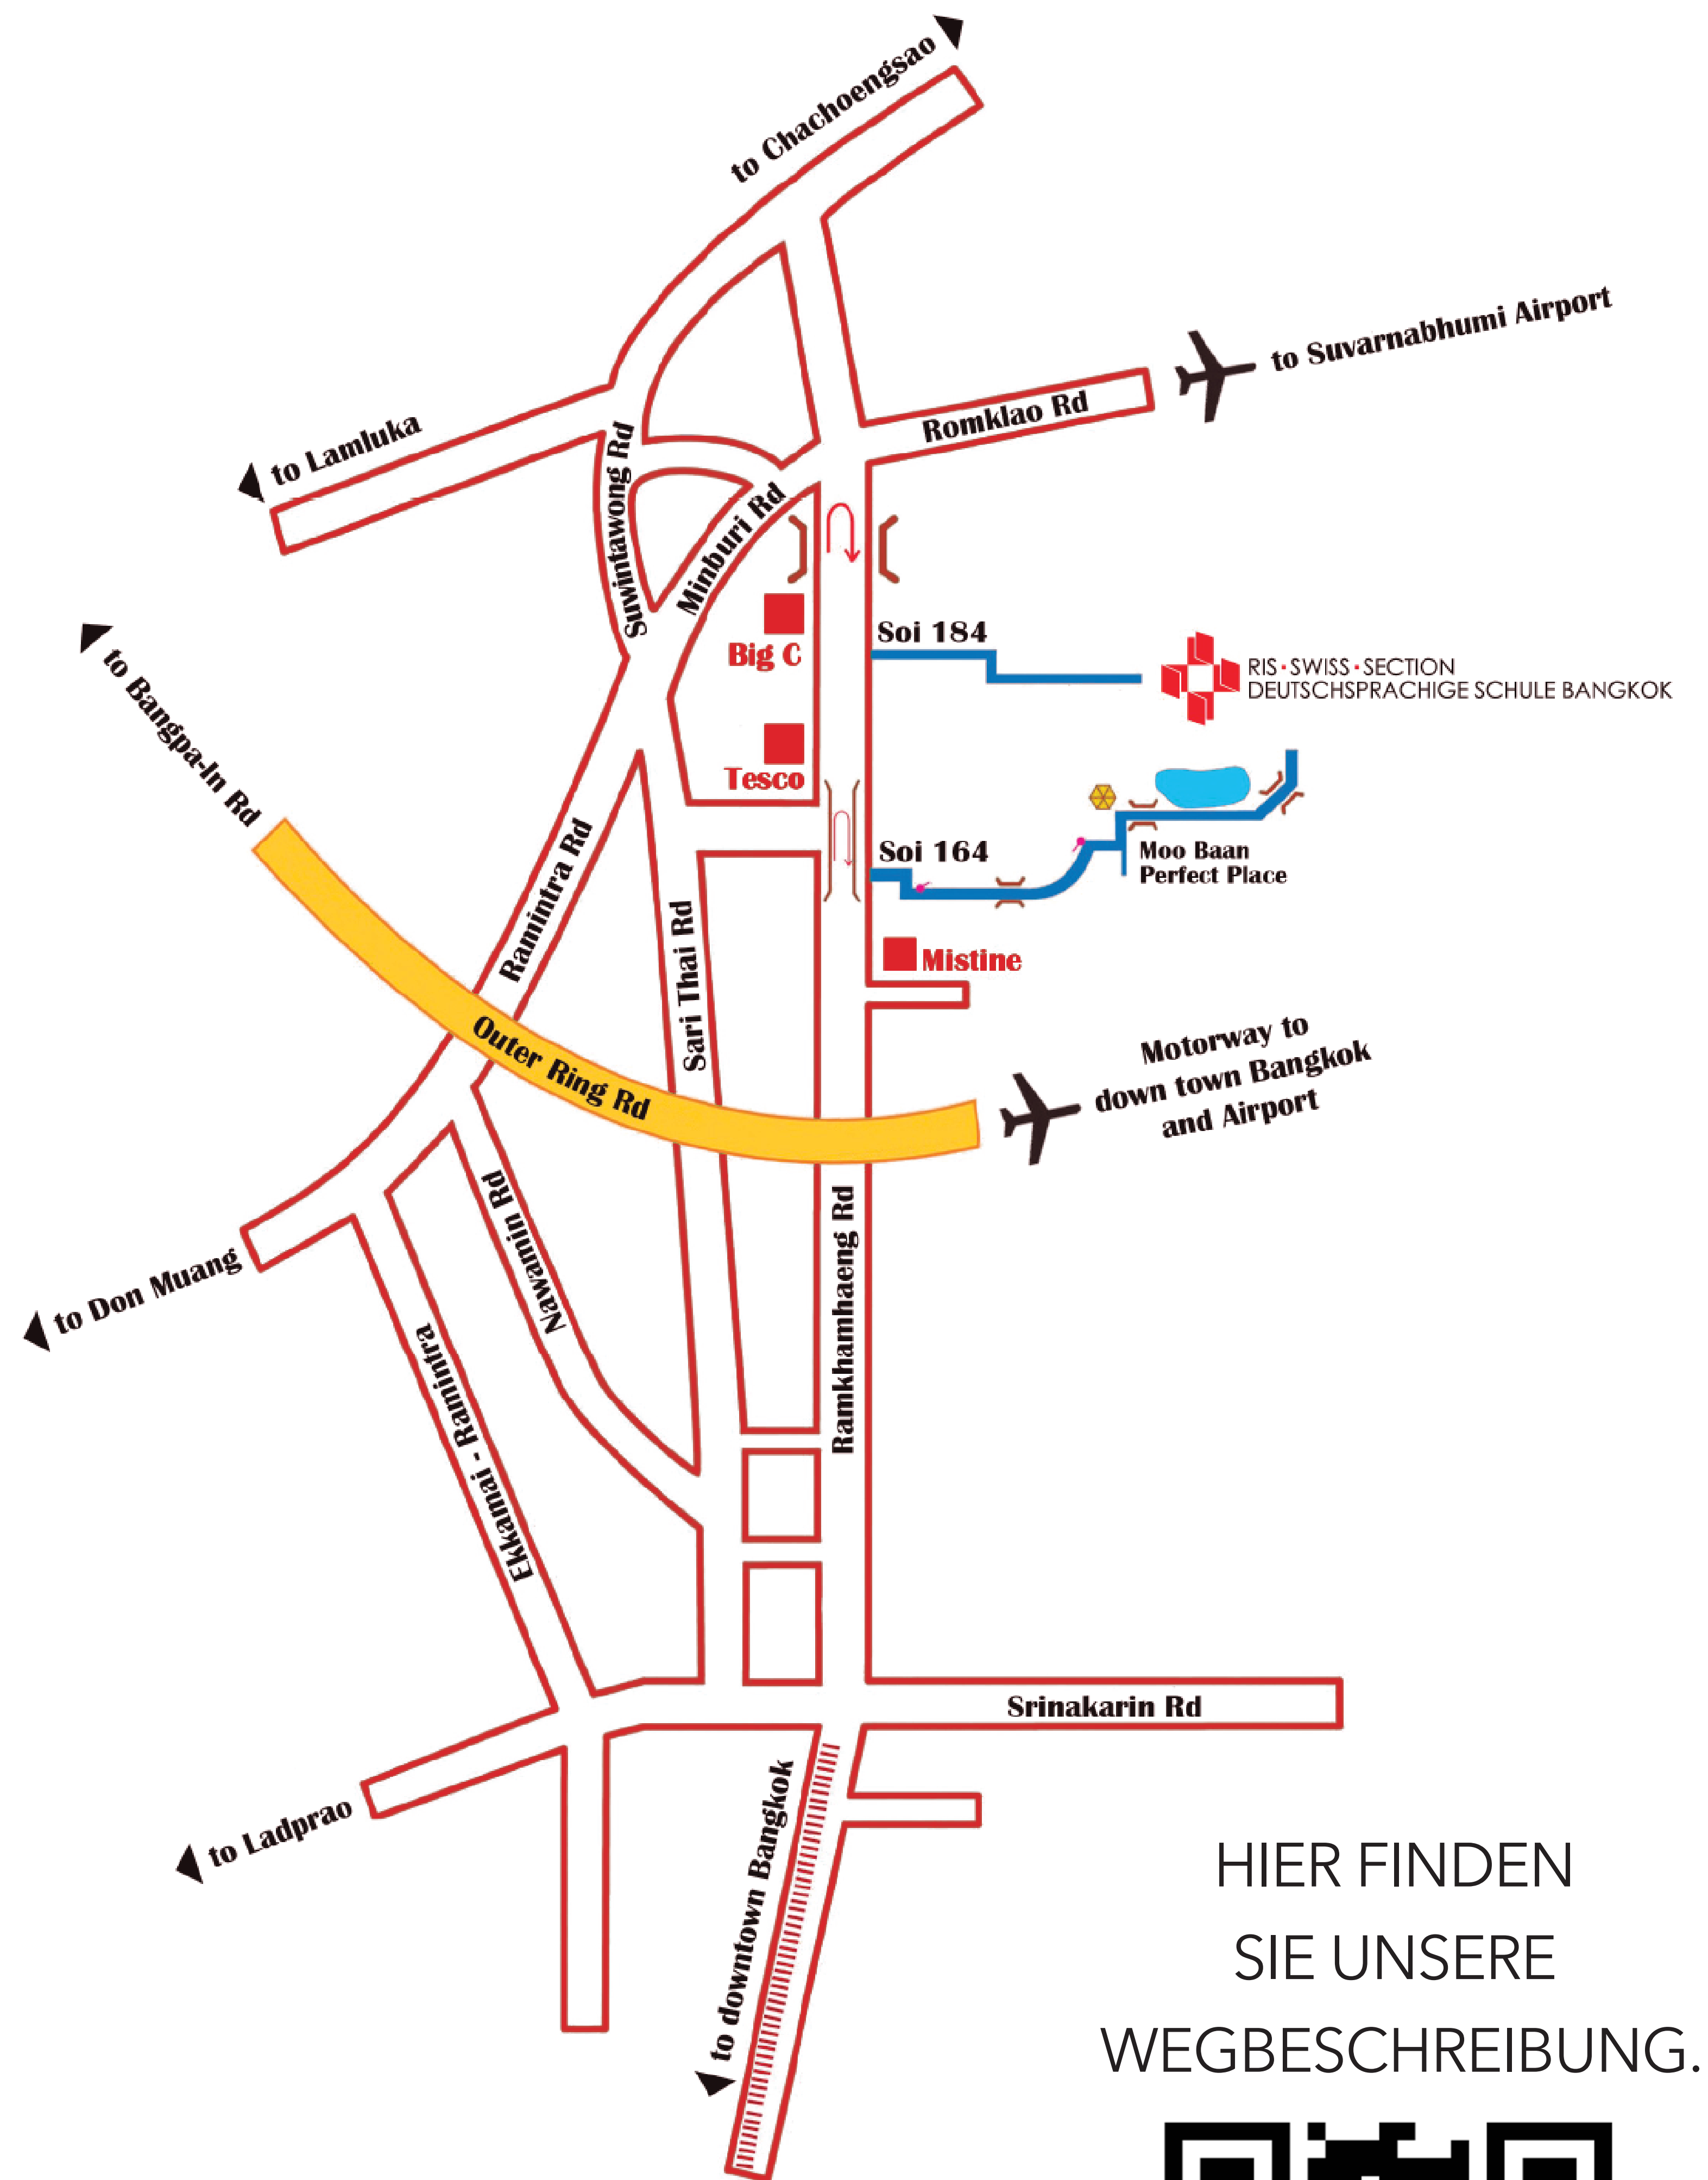 to Chachoengsao
to Suvarnabhumi Airport
Romklao Rd
to Lamluka
Suwintawong Rd
Minburi Rd
Soi 184
Big C
RIS·SWISS·SECTION
DEUTSCHSPRACHIGE SCHULE BANGKOK
to Bangpa-In Rd
Tesco
Ramintra Rd
Soi 164
Moo Baan
Perfect Place
Sari Thai Rd
Mistine
Outer Ring Rd
Motorway to
down town Bangkok
and Airport
Nawamin Rd
Ramkhamhaeng Rd
to Don Muang
Ekkamai - Ramintra
Srinakarin Rd
to Ladprao
to downtown Bangkok
HIER FINDEN
SIE UNSERE
WEGBESCHREIBUNG.